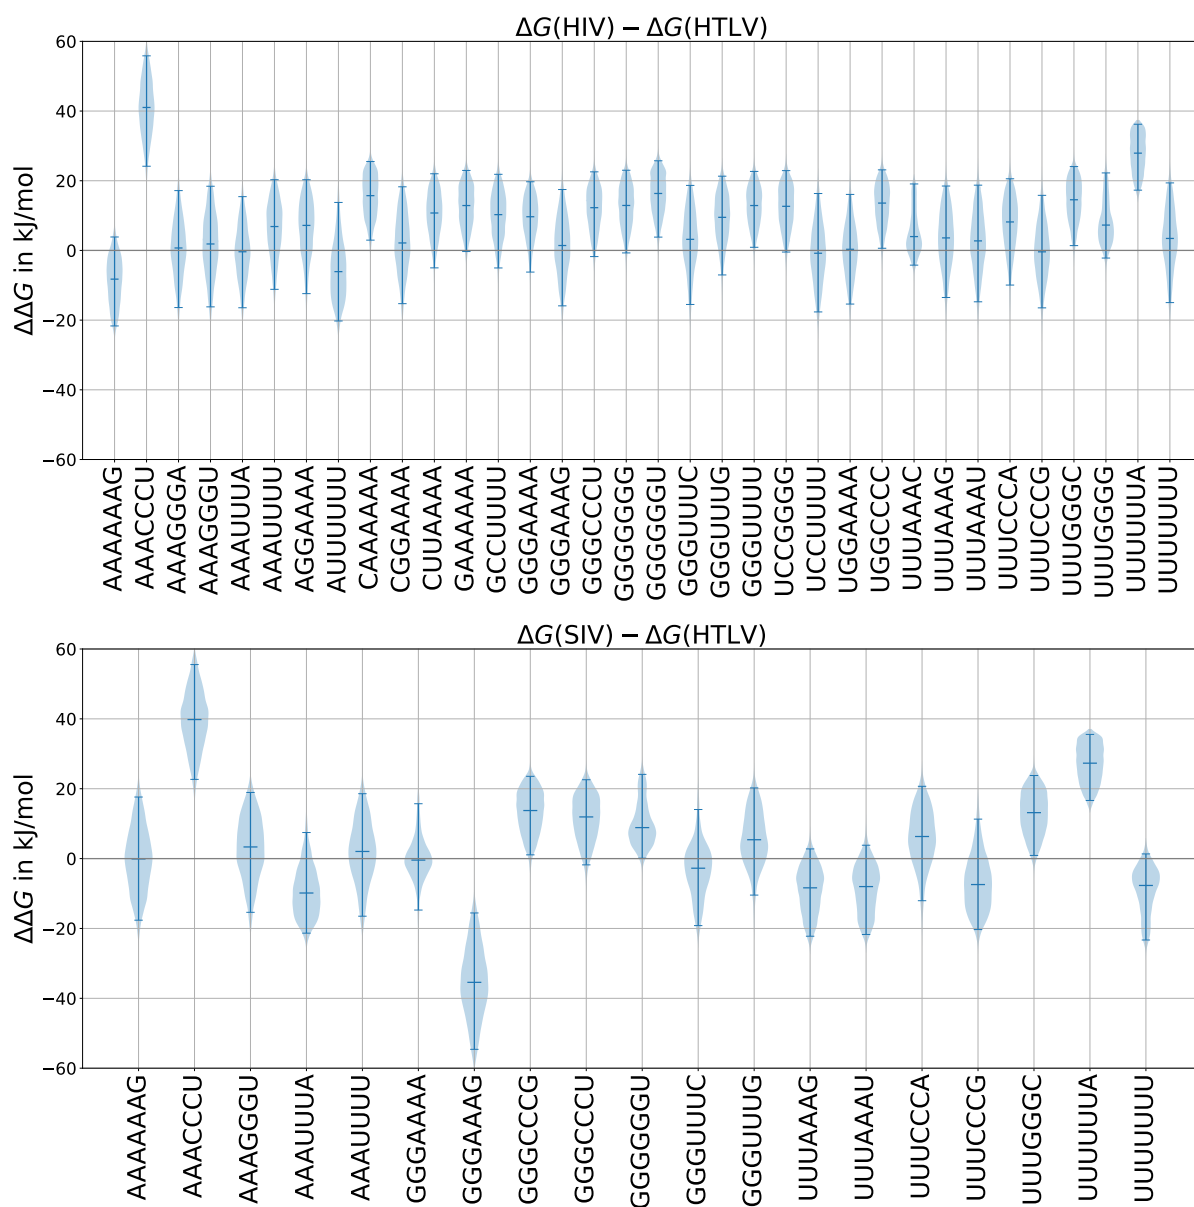 ΔG(HIV) − ΔG(HTLV)
60
40
20
0
−20
−40
−60
ΔΔG in kJ/mol
AAAAAAG
AAACCCU
AAAGGGA
AAAGGGU
AAAUUUA
AAAUUUU
AGGAAAA
AUUUUUU
CAAAAAA
CGGAAAA
CUUAAAA
GAAAAAA
GCCUUUU
GGGAAAA
GGGAAAG
GGGCCCU
GGGGGGG
GGGGGGU
GGGUUUC
GGGUUUG
GGGUUUU
UCCGGGG
UCCUUUU
UGGAAAA
UGGCCCC
UUUAAAC
UUUAAAG
UUUAAAU
UUUCCCA
UUUCCCG
UUUGGGC
UUUGGGG
UUUUUUA
UUUUUUU
ΔG(SIV) − ΔG(HTLV)
60
40
20
0
−20
−40
−60
ΔΔG in kJ/mol
AAAAAAG
AAACCCU
AAAGGGU
AAAUUUA
AAAUUUU
GGGAAAA
GGGAAAG
GGGCCCG
GGGCCCU
GGGGGGU
GGGUUUC
GGGUUUG
UUUAAAG
UUUAAAU
UUUCCCA
UUUCCCG
UUUGGGC
UUUUUUA
UUUUUUU